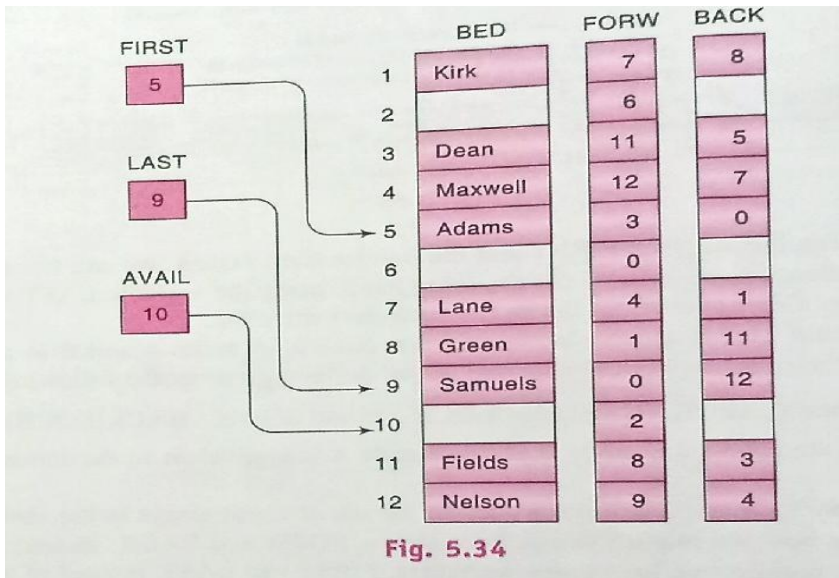 BED FORW BACK
FIRST
5
LAST
9
AVAIL
10
1 Kirk 7 8
2 6
3 Dean 11 5
4 Maxwell 12 7
5 Adams 3 0
6 0
7 Lane 4 1
8 Green 1 11
9 Samuels 0 12
10 2
11 Fields 8 3
12 Nelson 9 4
Fig. 5.34